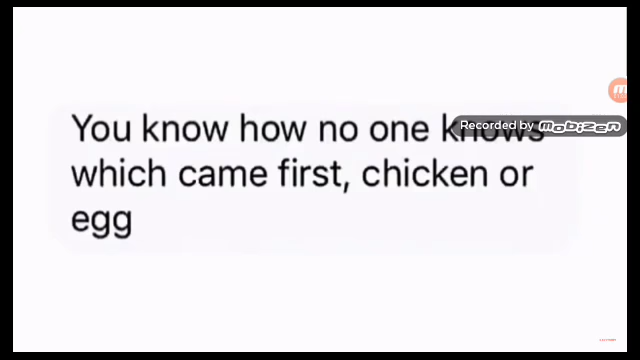 You know how no one knows
Recorded by mobizen
which came first, chicken or
egg